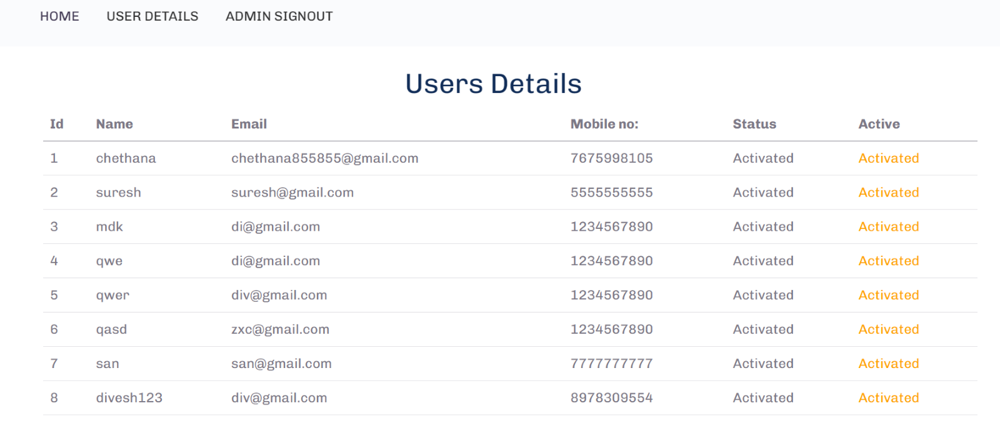 HOME USER DETAILS ADMIN SIGNOUT
Users Details
Id Name Email Mobile no: Status Active
1 chethana chethana855855@gmail.com 7675998105 Activated Activated
2 suresh suresh@gmail.com 5555555555 Activated Activated
3 mdk di@gmail.com 1234567890 Activated Activated
4 qwe di@gmail.com 1234567890 Activated Activated
5 qwer div@gmail.com 1234567890 Activated Activated
6 qasd zxc@gmail.com 1234567890 Activated Activated
7 san san@gmail.com 7777777777 Activated Activated
8 divesh123 div@gmail.com 8978309554 Activated Activated